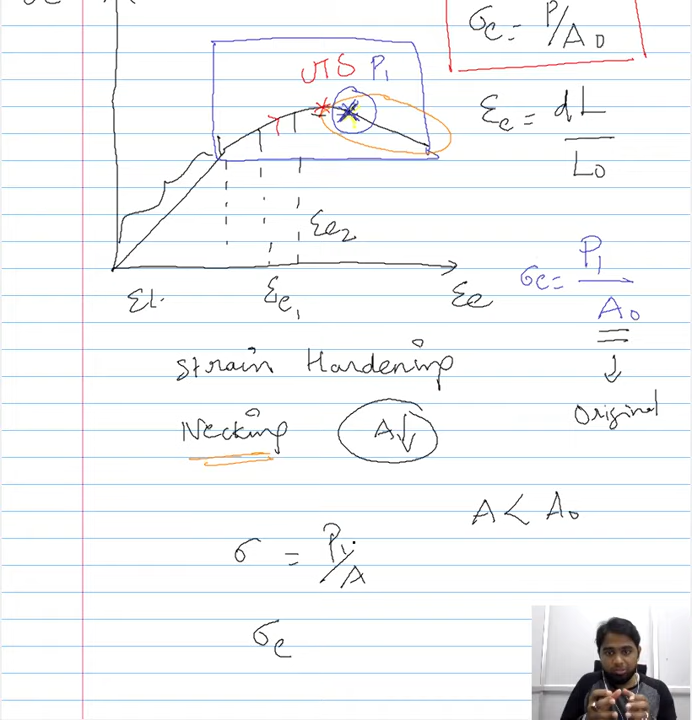 σe = P/A0
UTS P1
εe = dL/L0
εe2
εe1
εe
σe = P1/A0
Strain Hardening
Original
Necking
A↓
A < A0
σ = P1/A
σe